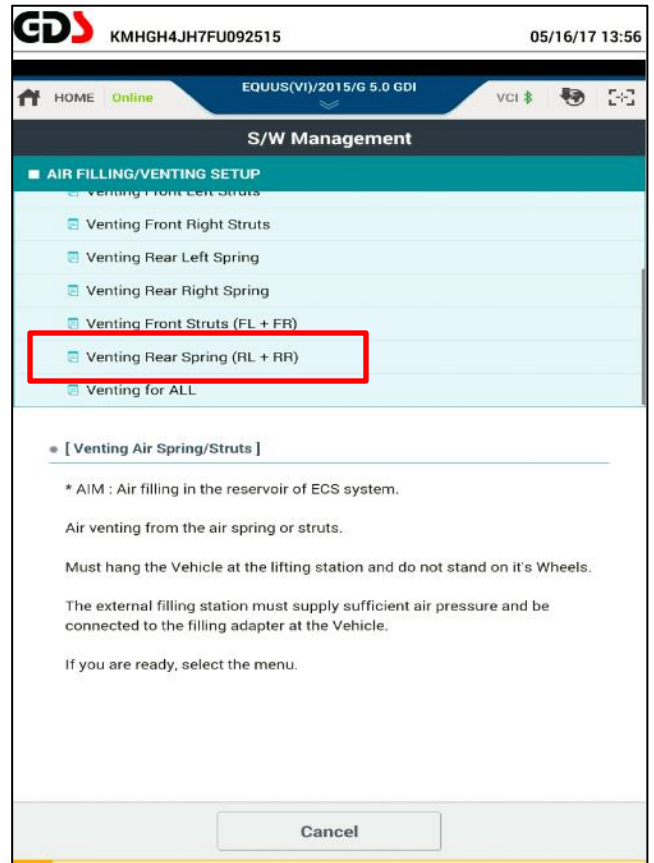 GDS KMHGH4JH7FU092515 05/16/17 13:56
HOME Online EQUUS(VI)/2015/G 5.0 GDI VCI
S/W Management
AIR FILLING/VENTING SETUP
Venting Front Left Struts
Venting Front Right Struts
Venting Rear Left Spring
Venting Rear Right Spring
Venting Front Struts (FL + FR)
Venting Rear Spring (RL + RR)
Venting for ALL
[ Venting Air Spring/Struts ]
* AIM : Air filling in the reservoir of ECS system.
Air venting from the air spring or struts.
Must hang the Vehicle at the lifting station and do not stand on it's Wheels.
The external filling station must supply sufficient air pressure and be
connected to the filling adapter at the Vehicle.
If you are ready, select the menu.
Cancel